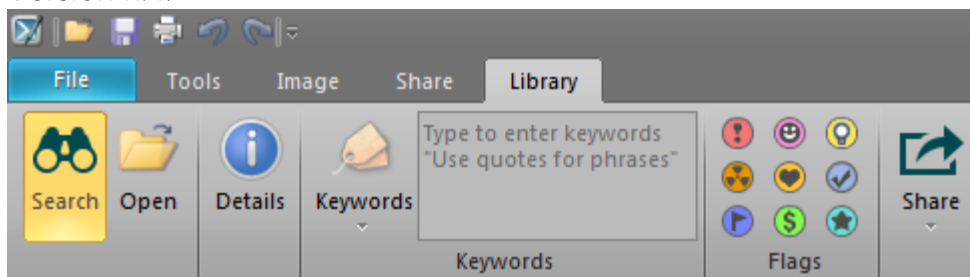 File
Tools
Image
Share
Library
Search
Open
Details
Keywords
Type to enter keywords
"Use quotes for phrases"
Share
Keywords
Flags